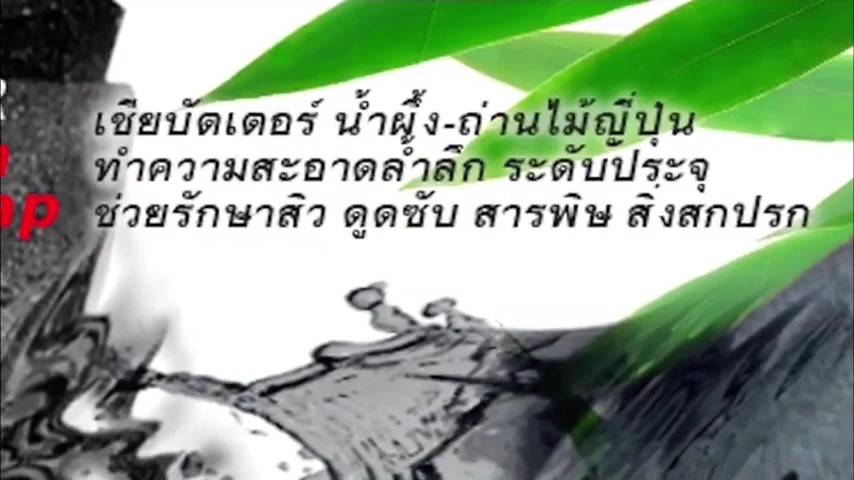 เชียบัตเตอร์ น้ำผึ้ง-ถ่านไม้ญี่ปุ่น
ทำความสะอาดล้ำลึก ระดับประจุ
ช่วยรักษาสิว ดูดซับ สารพิษ สิ่งสกปรก